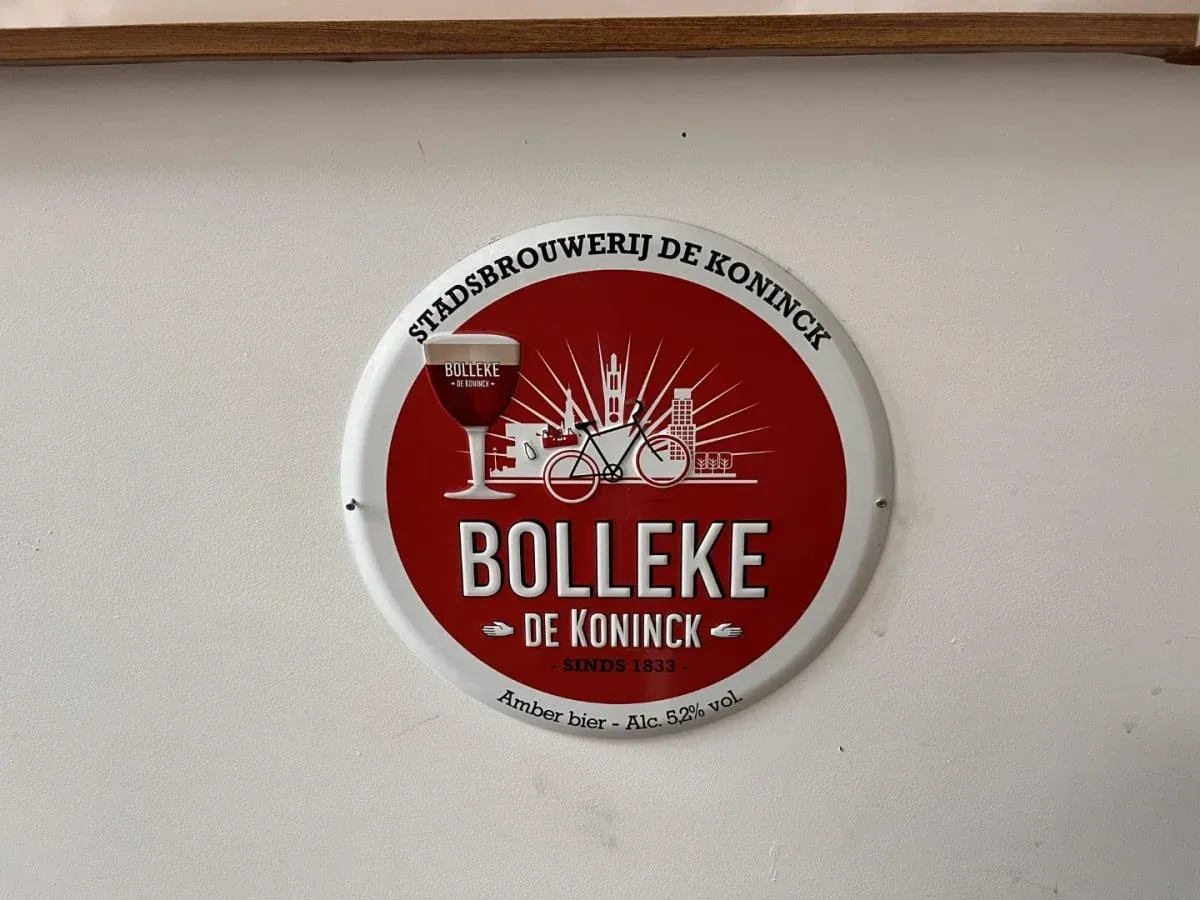 STADSBROUWERIJ DE KONINCK
BOLLEKE
- DE KONINCK -
BOLLEKE
DE KONINCK
- SINDS 1833 -
Amber bier - Alc. 5,2% vol.